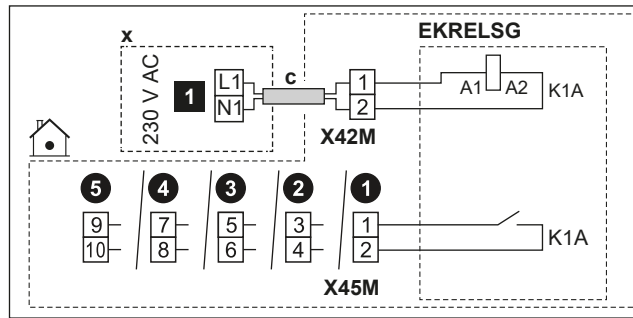 x
EKRELSG
230 V AC
1
L1
N1
c
1
2
A1 A2
K1A
X42M
5 4 3 2 1
9 7 5 3 1
10 8 6 4 2
K1A
X45M